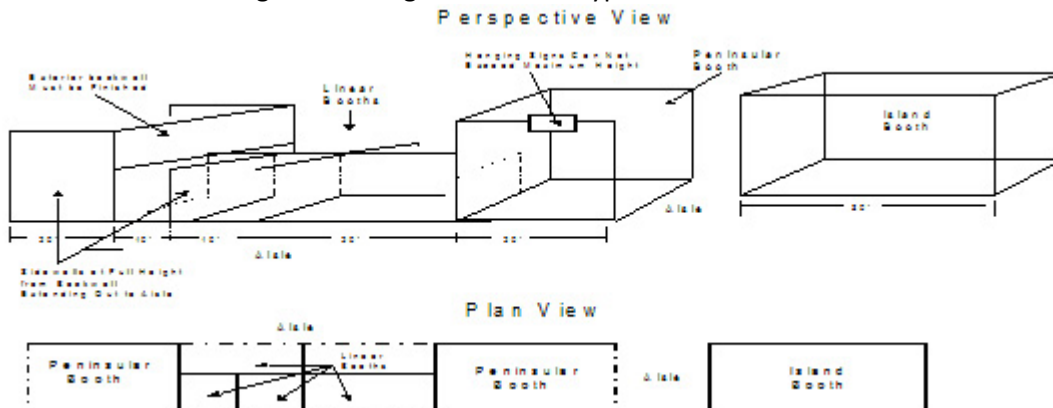 Perspective View
Hanging Signs Can Not
Exceed Maximum Height
Peninsular
Booth
Exterior backwall
Must be Finished
Linear
Booths
Island
Booth
Aisle
20'
Aisle
Sidewalls at Full Height
from Backwall
Extending Out to Aisle
Plan View
Aisle
Peninsular
Booth
Linear
Booths
Peninsular
Booth
Aisle
Island
Booth